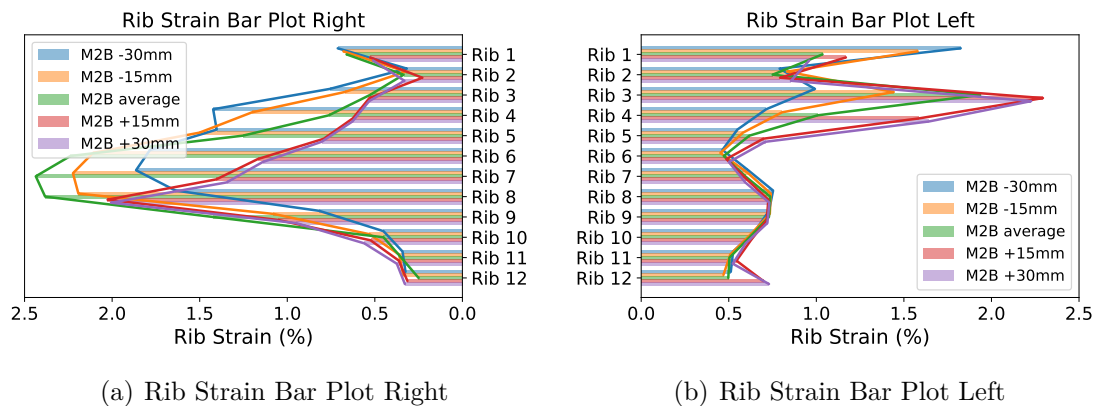 Rib Strain Bar Plot Right
M2B -30mm
M2B -15mm
M2B average
M2B +15mm
M2B +30mm
Rib 1
Rib 2
Rib 3
Rib 4
Rib 5
Rib 6
Rib 7
Rib 8
Rib 9
Rib 10
Rib 11
Rib 12
2.5 2.0 1.5 1.0 0.5 0.0
Rib Strain (%)
(a) Rib Strain Bar Plot Right
Rib Strain Bar Plot Left
Rib 1
Rib 2
Rib 3
Rib 4
Rib 5
Rib 6
Rib 7
Rib 8
Rib 9
Rib 10
Rib 11
Rib 12
M2B -30mm
M2B -15mm
M2B average
M2B +15mm
M2B +30mm
0.0 0.5 1.0 1.5 2.0 2.5
Rib Strain (%)
(b) Rib Strain Bar Plot Left